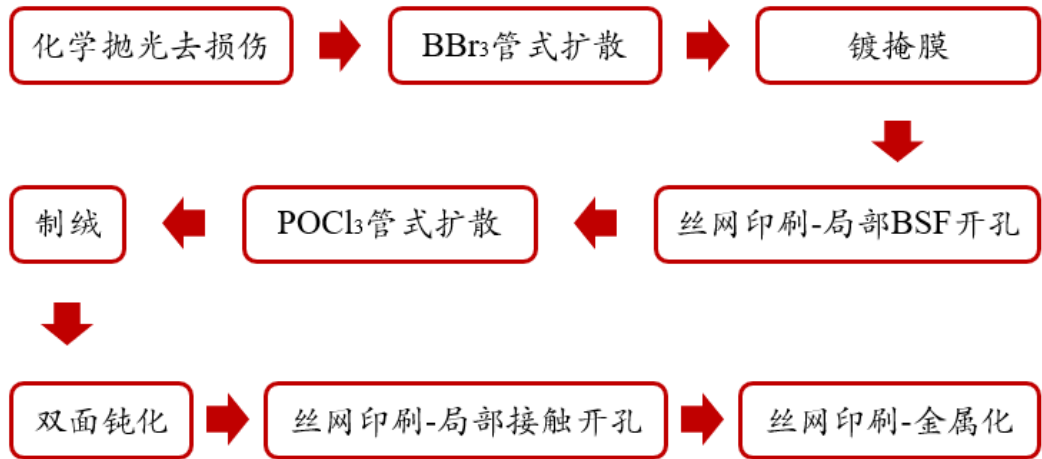 化学抛光去损伤
BBr₃管式扩散
镀掩膜
丝网印刷-局部BSF开孔
POCl₃管式扩散
制绒
双面钝化
丝网印刷-局部接触开孔
丝网印刷-金属化